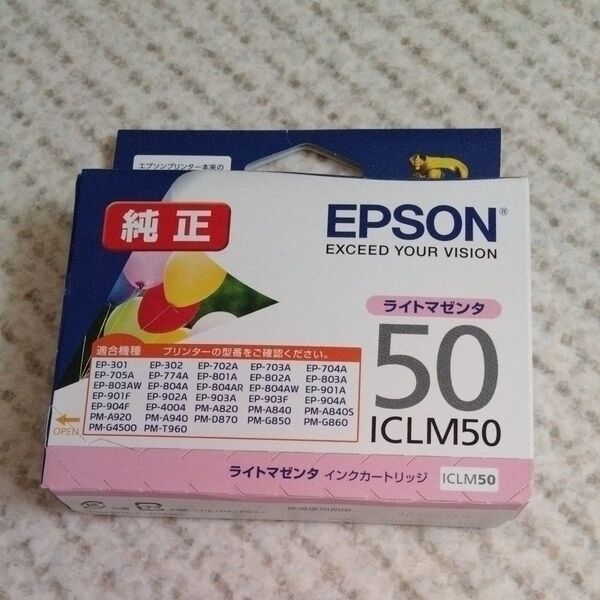 エプソンプリンター本来の
純正
EPSON®
EXCEED YOUR VISION
ライトマゼンタ
50
ICLM50
適合機種 プリンターの型番をご確認ください。
EP-301 EP-302 EP-702A EP-703A EP-704A
EP-705A EP-774A EP-801A EP-802A EP-803A
EP-803AW EP-804A EP-804AR EP-804AW EP-901A
EP-901F EP-902A EP-903A EP-903F EP-904A
EP-904F EP-4004 PM-A820 PM-A840 PM-A840S
PM-A920 PM-A940 PM-D870 PM-G850 PM-G860
PM-G4500 PM-T960
OPEN
ライトマゼンタ インクカートリッジ ICLM50